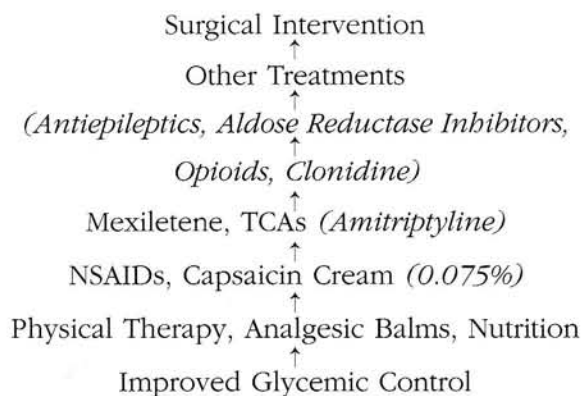 Surgical Intervention
↑
Other Treatments
↑
(Antiepileptics, Aldose Reductase Inhibitors,
↑
Opioids, Clonidine)
↑
Mexiletene, TCAs (Amitriptyline)
↑
NSAIDs, Capsaicin Cream (0.075%)
↑
Physical Therapy, Analgesic Balms, Nutrition
↑
Improved Glycemic Control